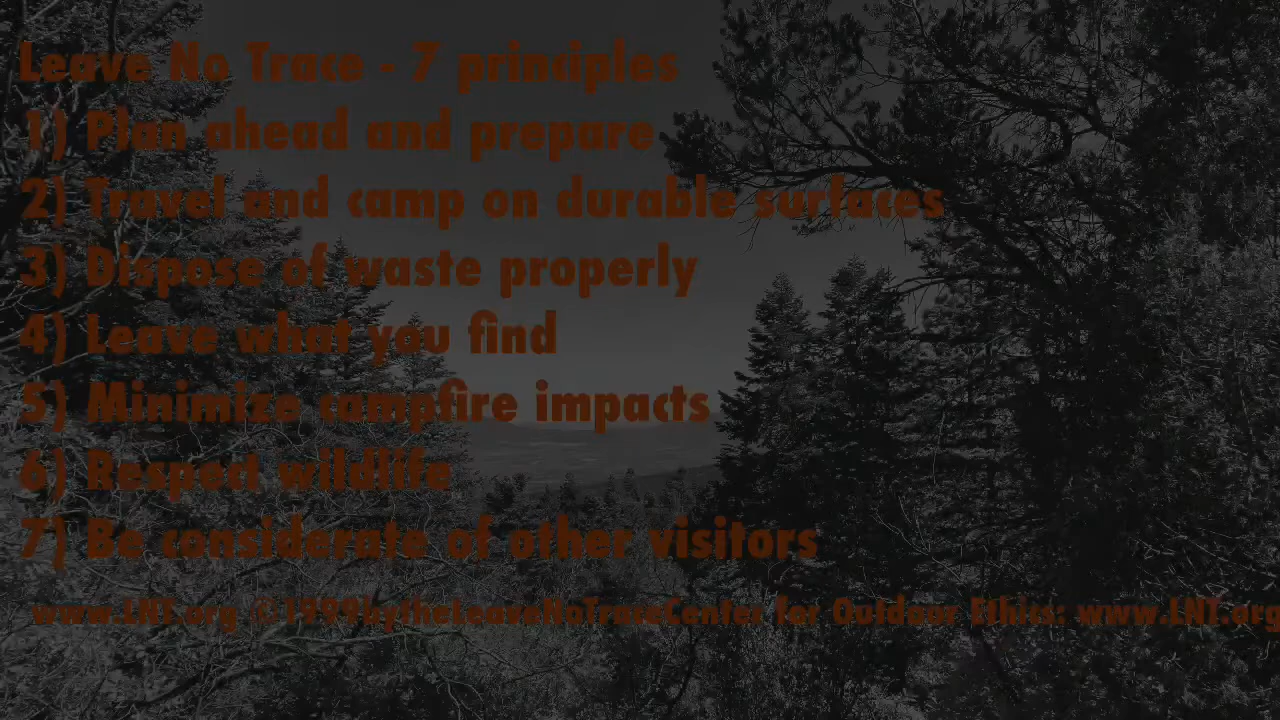 Leave No Trace - 7 principles
1) Plan ahead and prepare
2) Travel and camp on durable surfaces
3) Dispose of waste properly
4) Leave what you find
5) Minimize campfire impacts
6) Respect wildlife
7) Be considerate of other visitors
www.LNT.org ©1999bytheLeaveNoTraceCenter for Outdoor Ethics: www.LNT.org